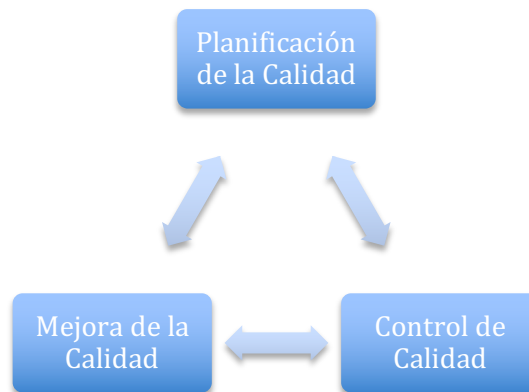 Planificación
de la Calidad
Mejora de la
Calidad
Control de
Calidad